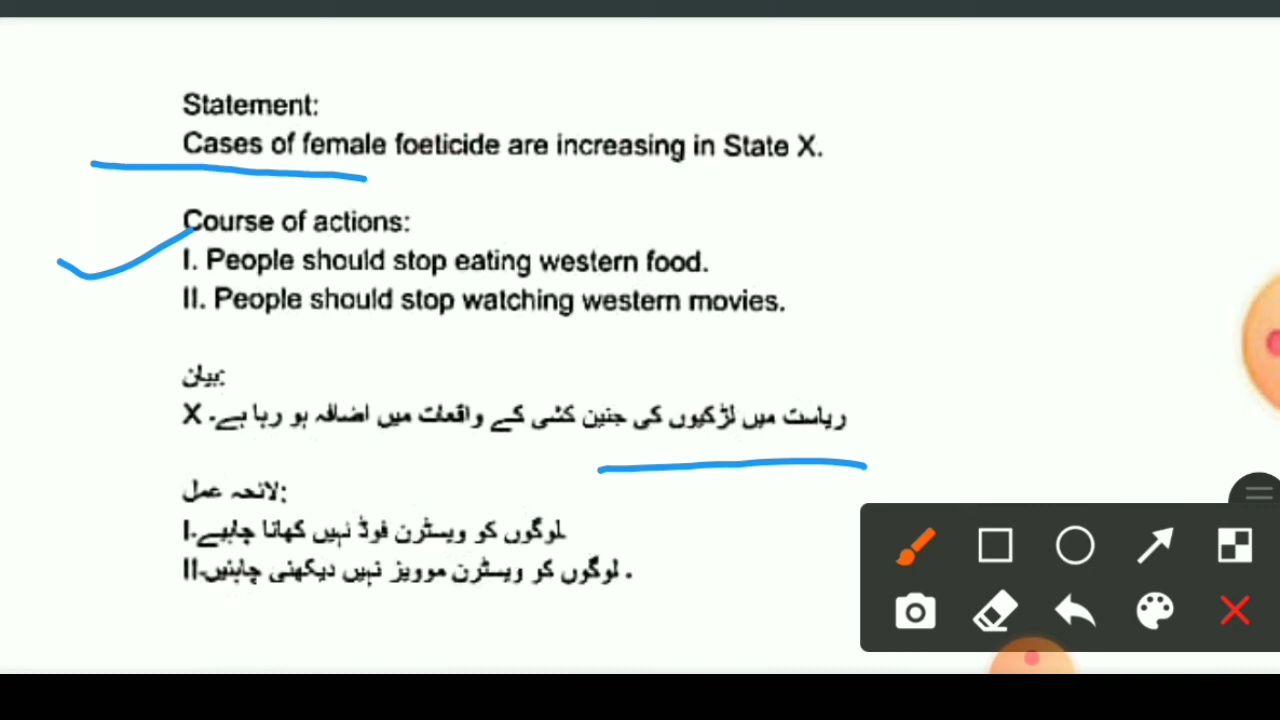 Statement:
Cases of female foeticide are increasing in State X.
Course of actions:
I. People should stop eating western food.
II. People should stop watching western movies.
بیان:
ریاست میں لڑکیوں کی جنین کشی کے واقعات میں اضافہ ہو رہا ہے۔ X
لائحہ عمل:
لوگوں کو ویسٹرن فوڈ نہیں کھانا چاہیے۔I
. لوگوں کو ویسٹرن موویز نہیں دیکھنی چاہئیں۔II